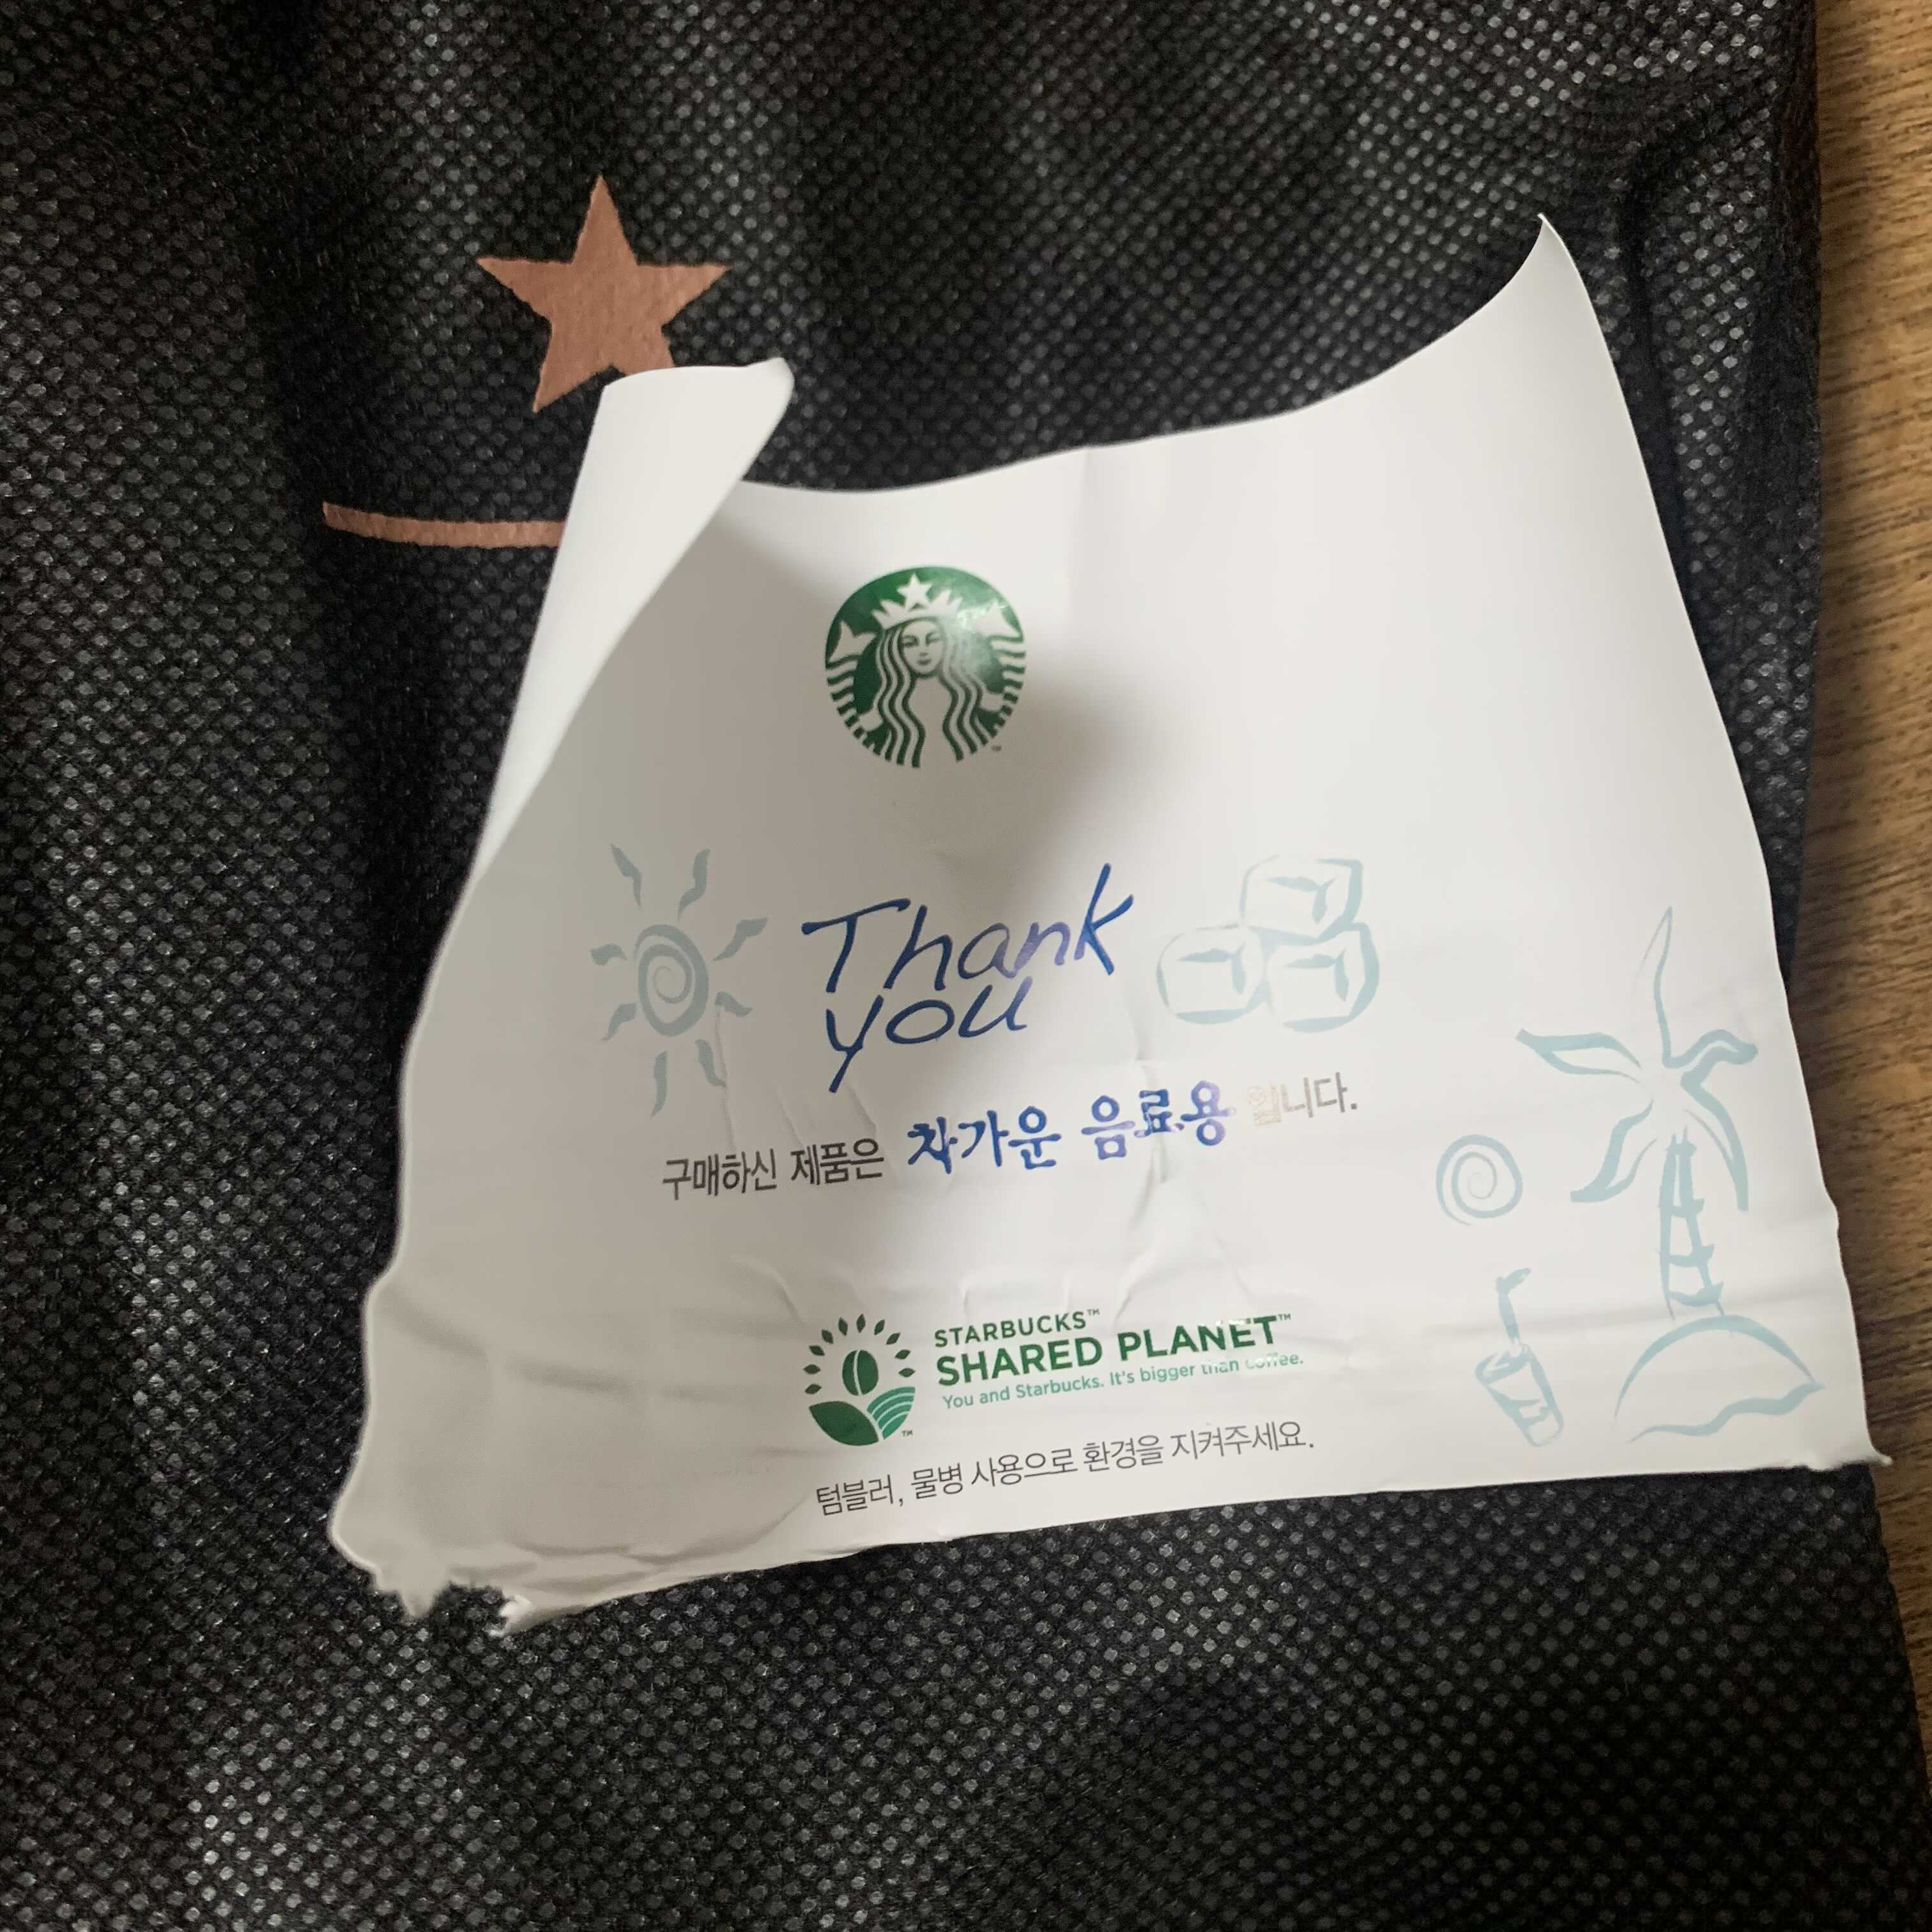 Thank
you
구매하신 제품은 차가운 음료용 입니다.
STARBUCKS™
SHARED PLANET™
You and Starbucks. It's bigger than coffee.
텀블러, 물병 사용으로 환경을 지켜주세요.